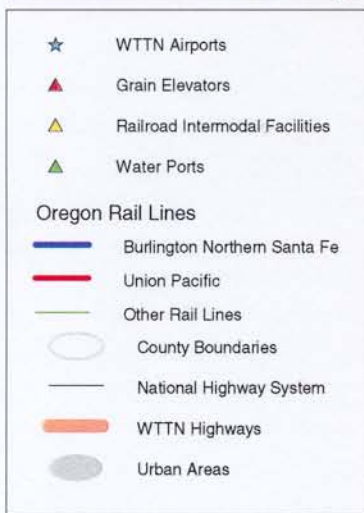 WTTN Airports
Grain Elevators
Railroad Intermodal Facilities
Water Ports
Oregon Rail Lines
Burlington Northern Santa Fe
Union Pacific
Other Rail Lines
County Boundaries
National Highway System
WTTN Highways
Urban Areas